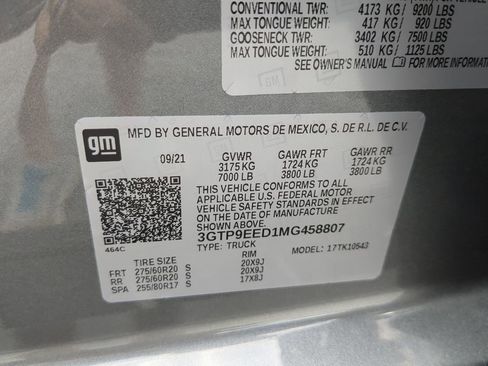 CONVENTIONAL TWR: 4173 KG/ 9200 LBS
MAX TONGUE WEIGHT: 417 KG/ 920 LBS
GOOSENECK TWR: 3402 KG/ 7500 LBS
MAX TONGUE WEIGHT: 510 KG/ 1125 LBS
SEE OWNER'S MANUAL FOR MORE INFORMATION
gm MFD BY GENERAL MOTORS DE MEXICO, S. DE R.L. DE C.V.
09/21 GVWR GAWR FRT GAWR RR
3175 KG 1724 KG 1724 KG
7000 LB 3800 LB 3800 LB
THIS VEHICLE CONFORMS TO ALL
APPLICABLE U.S. FEDERAL MOTOR
VEHICLE SAFETY STANDARDS IN EFFECT
ON THE DATE OF MANUFACTURE SHOWN
ABOVE.
3GTP9EED1MG458807
464C TYPE: TRUCK MODEL: 17TK10543
TIRE SIZE RIM
FRT 275/60R20 S 20X9J
RR 275/60R20 S 20X9J
SPA 255/80R17 S 17X8J